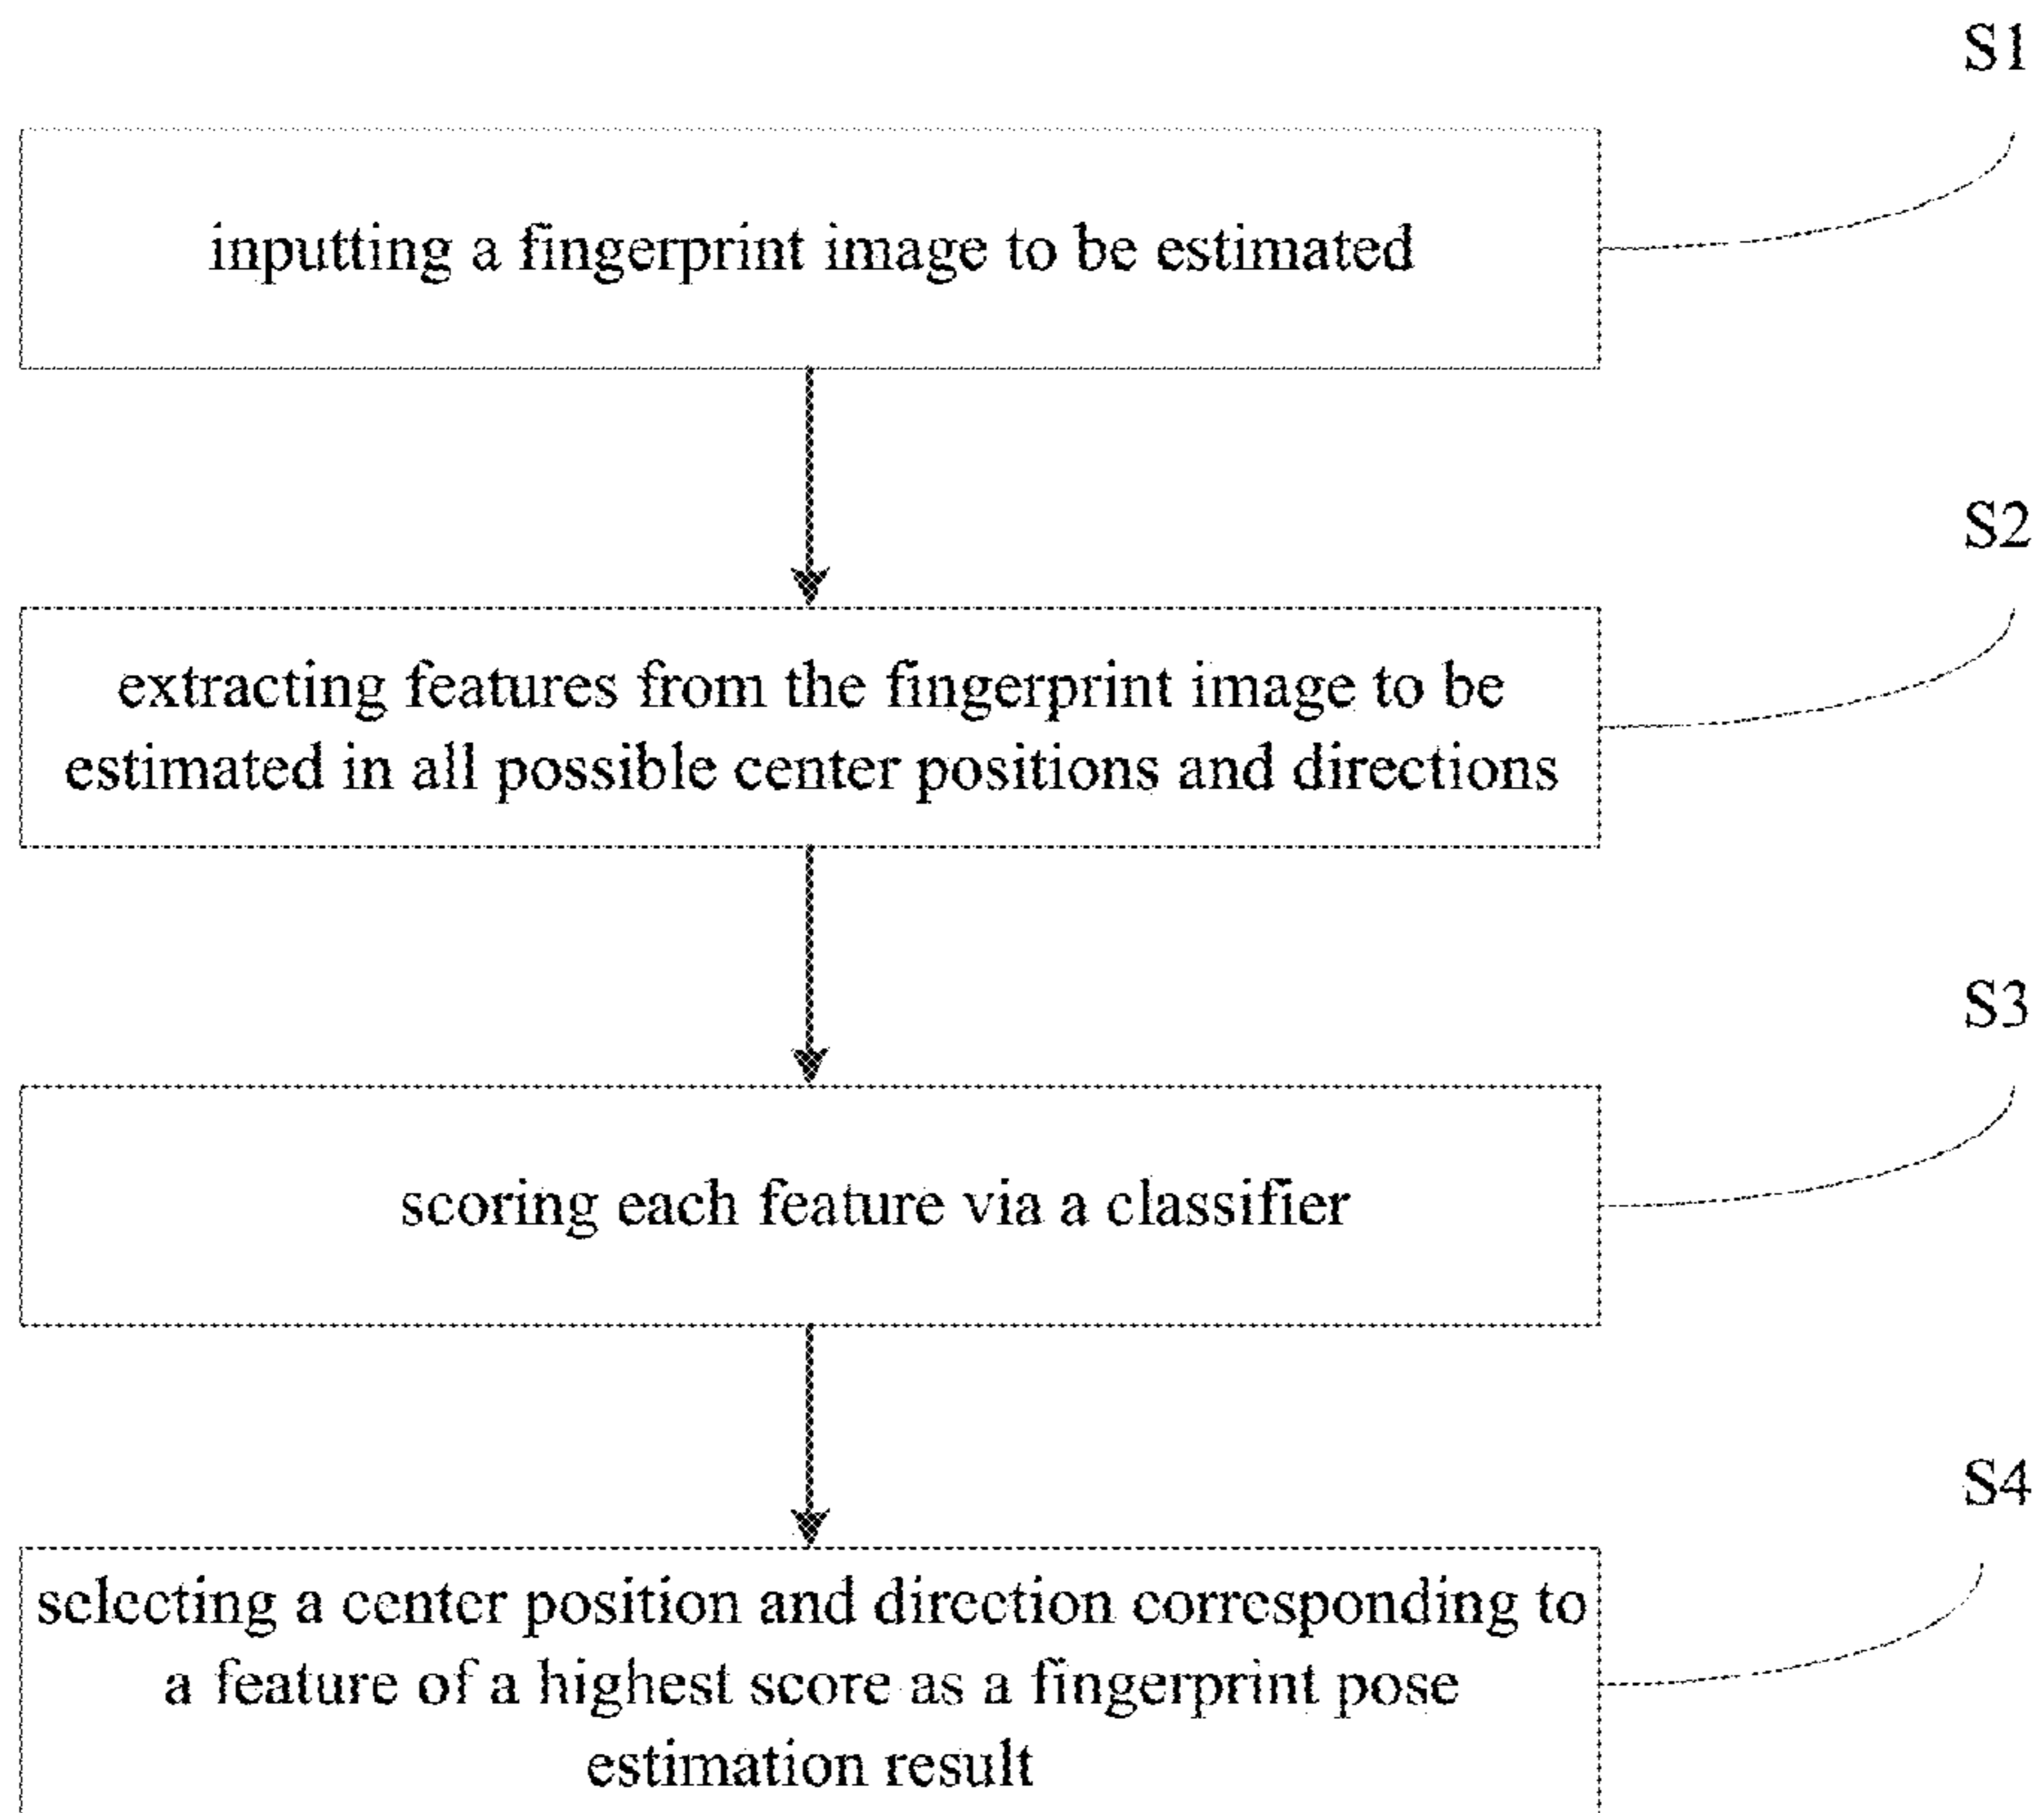 S1
inputting a fingerprint image to be estimated
S2
extracting features from the fingerprint image to be
estimated in all possible center positions and directions
S3
scoring each feature via a classifier
S4
selecting a center position and direction corresponding to
a feature of a highest score as a fingerprint pose
estimation result